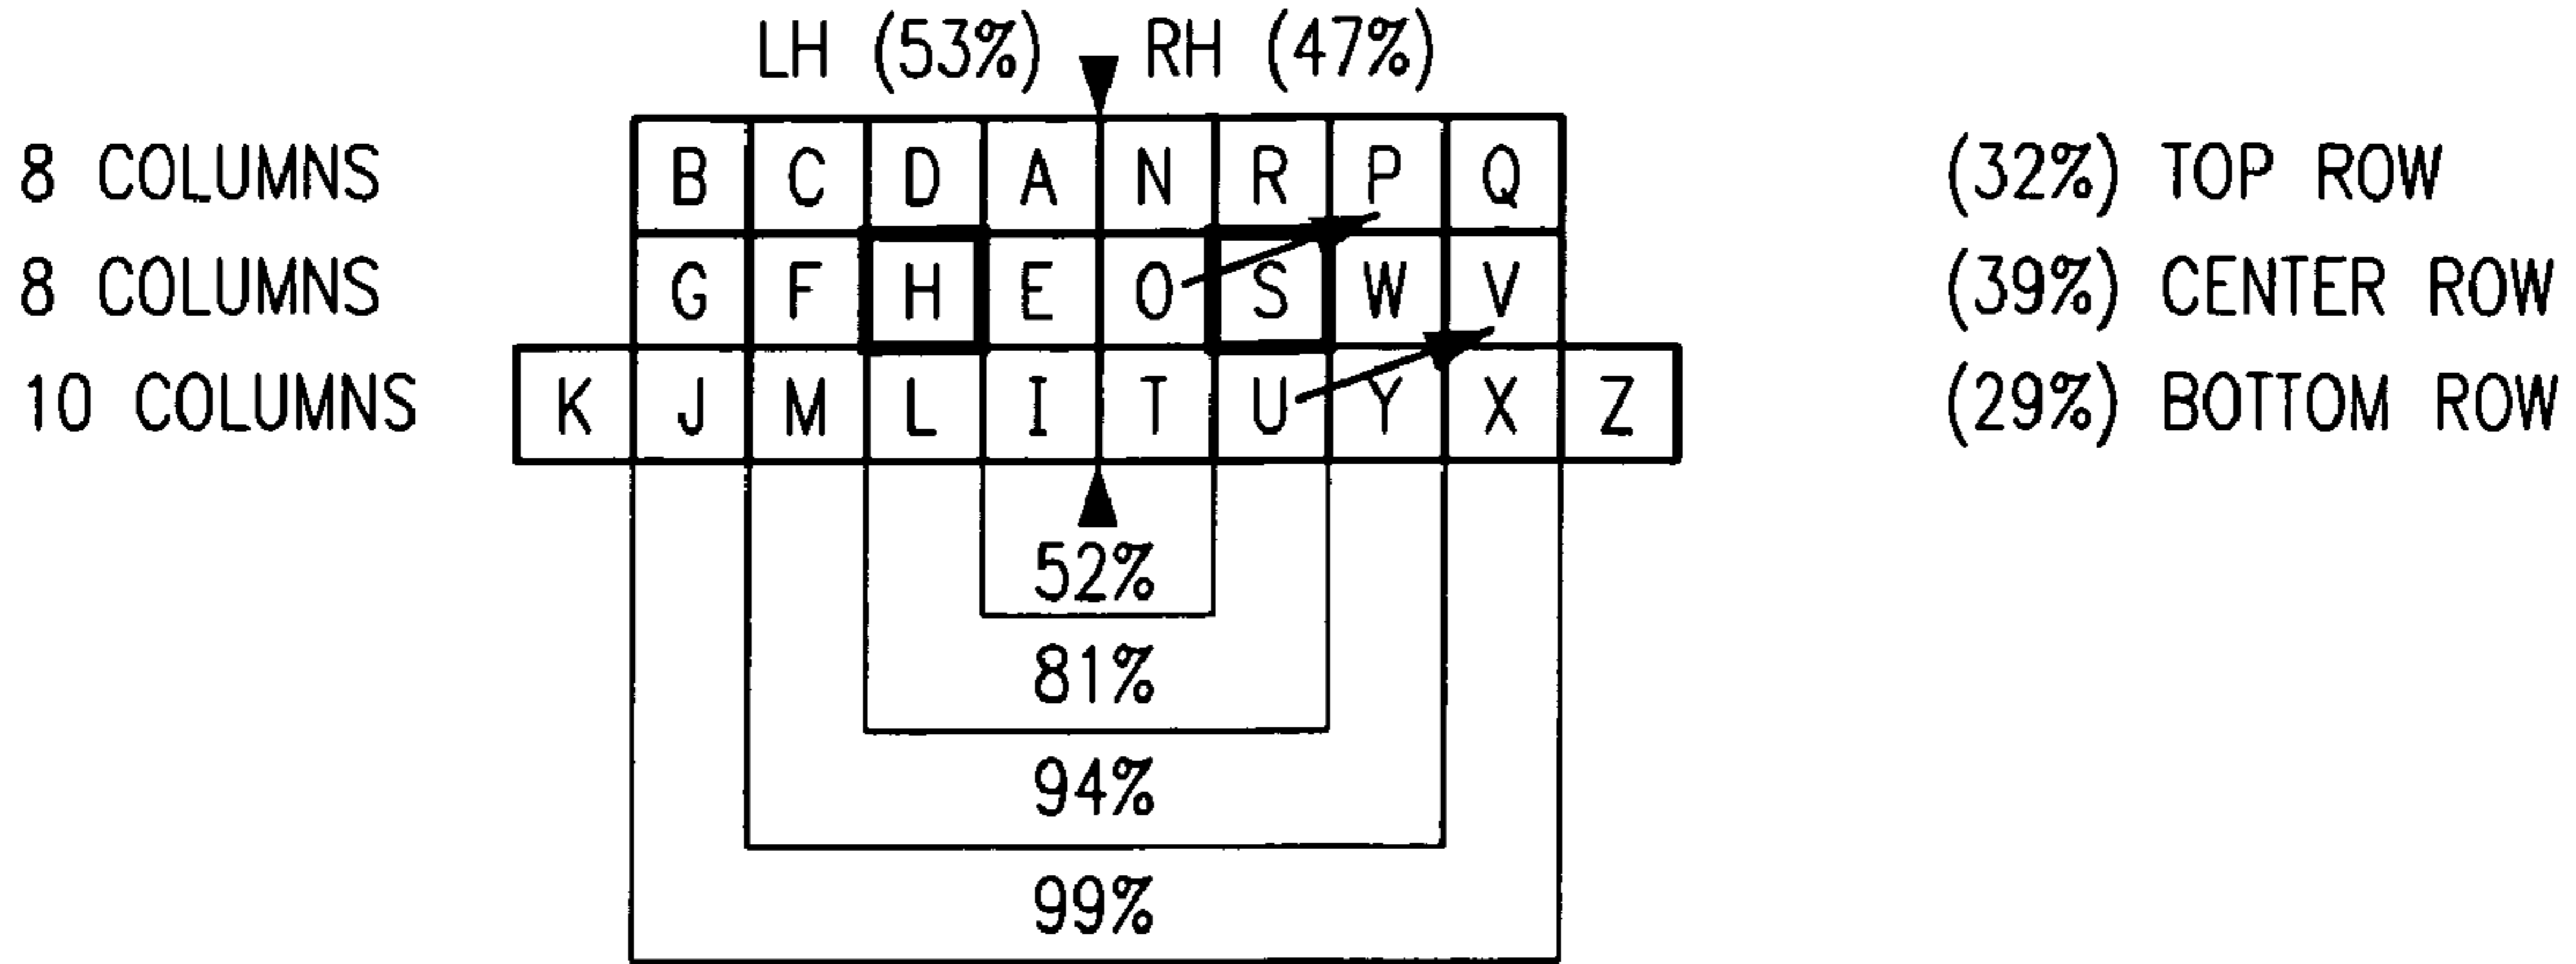 LH (53%) RH (47%)
8 COLUMNS B C D A N R P Q (32%) TOP ROW
8 COLUMNS G F H E O S W V (39%) CENTER ROW
10 COLUMNS K J M L I T U Y X Z (29%) BOTTOM ROW
52%
81%
94%
99%